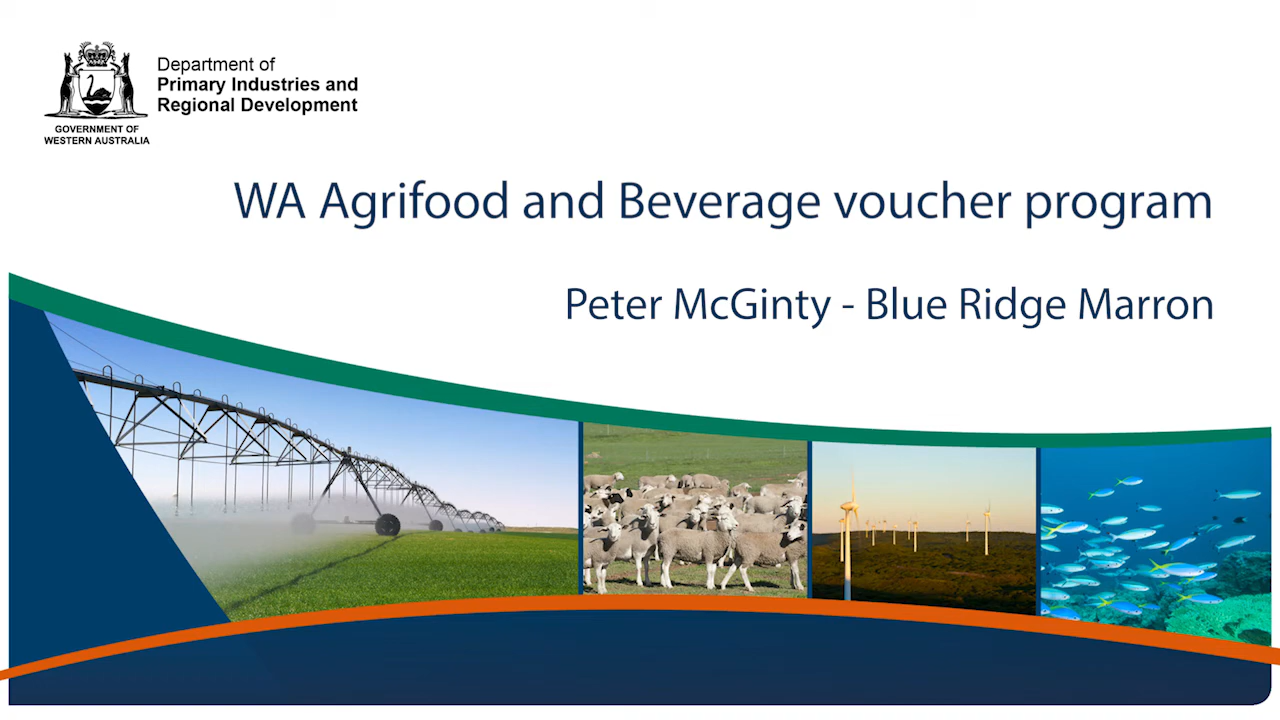 Department of
Primary Industries and
Regional Development
GOVERNMENT OF
WESTERN AUSTRALIA
WA Agrifood and Beverage voucher program
Peter McGinty - Blue Ridge Marron